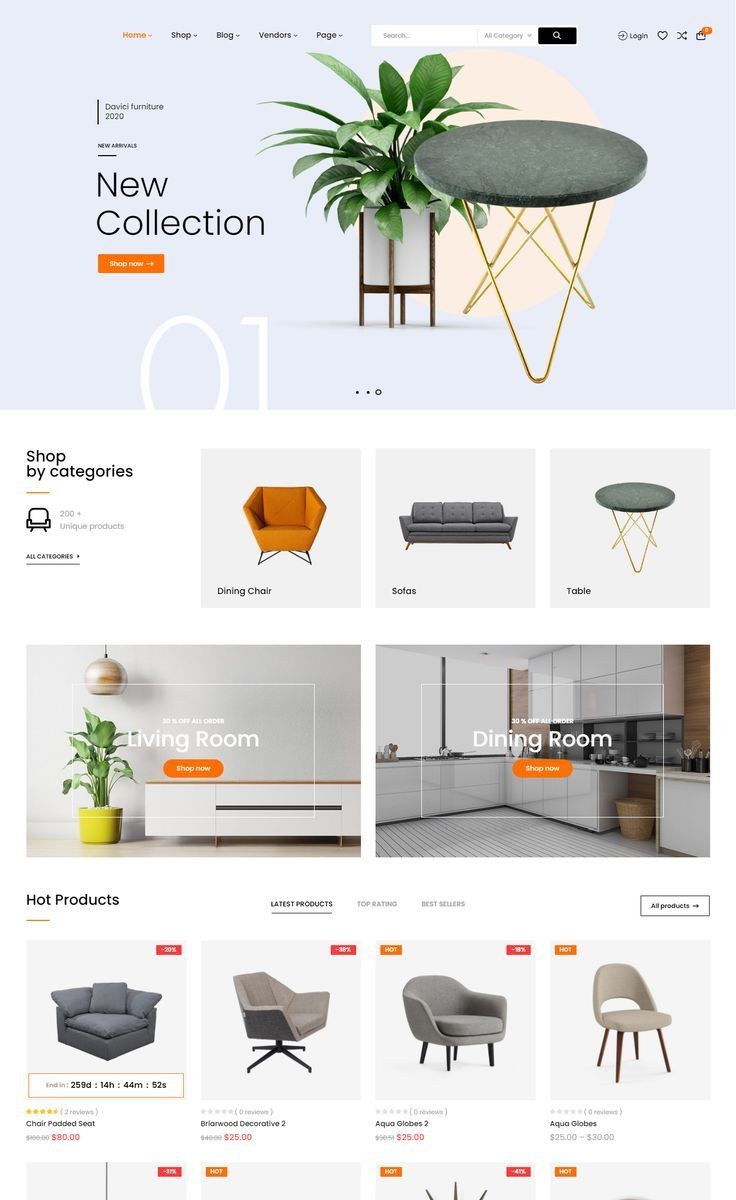 Home Shop Blog Vendors Page Search... All Category Login 0
Davici furniture
2020
NEW ARRIVALS
New
Collection
Shop now →
01
Shop
by categories
200 +
Unique products
ALL CATEGORIES
Dining Chair
Sofas
Table
30 % OFF ALL ORDER
Living Room
Shop now
30 % OFF ALL ORDER
Dining Room
Shop now
Hot Products
LATEST PRODUCTS TOP RATING BEST SELLERS
All products →
-20%
End in : 259d : 14h : 44m : 52s
( 2 reviews )
Chair Padded Seat
$100.00 $80.00
-38%
( 0 reviews )
Briarwood Decorative 2
$40.00 $25.00
HOT -18%
( 0 reviews )
Aqua Globes 2
$30.51 $25.00
HOT
( 0 reviews )
Aqua Globes
$25.00 – $30.00
-31%
HOT
HOT -41%